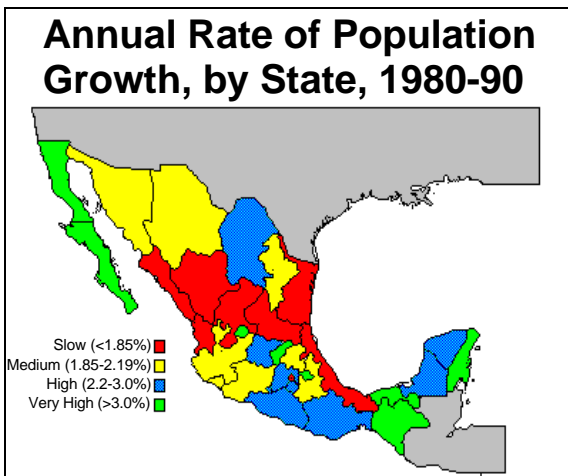 Annual Rate of Population
Growth, by State, 1980-90
Slow (<1.85%)
Medium (1.85-2.19%)
High (2.2-3.0%)
Very High (>3.0%)